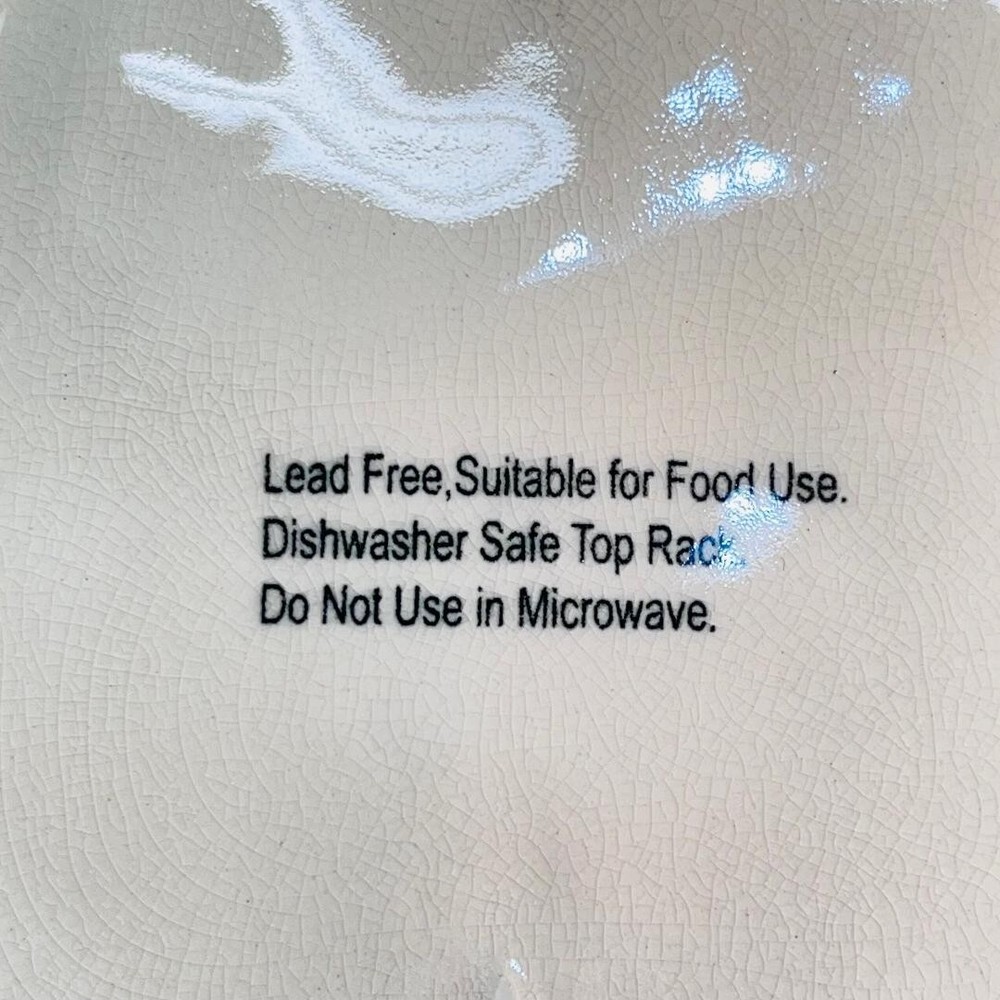 Lead Free,Suitable for Food Use.
Dishwasher Safe Top Rack.
Do Not Use in Microwave.